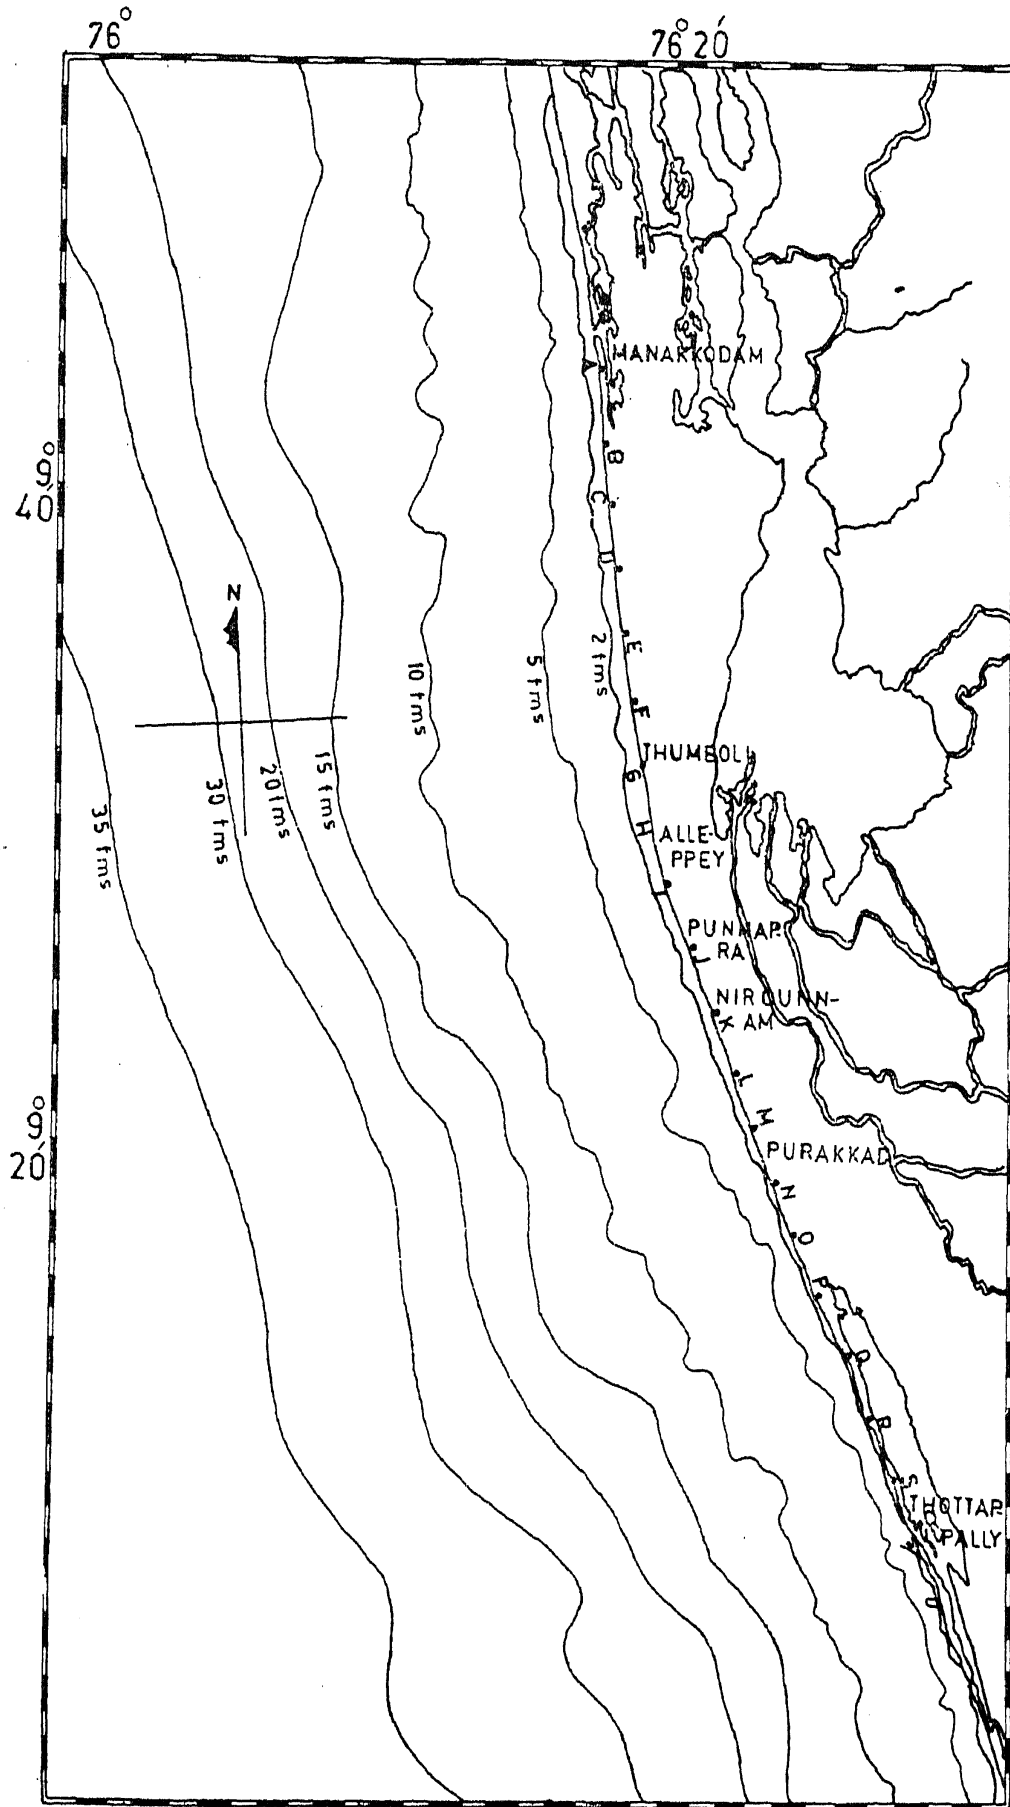 76°
76° 20'
MANAKKODAM
A
B
9°
40'
C
D
N
E
2 fms
5 fms
10 fms
F
THUMBOLI
G
15 fms
20 fms
30 fms
35 fms
H
ALLE-
PPEY
I
PUNNAP-
RA
J
NIRCUNN-
K AM
L
M
9°
20'
PURAKKAD
N
O
P
Q
R
S
THOTTAP-
PALLY
T
U